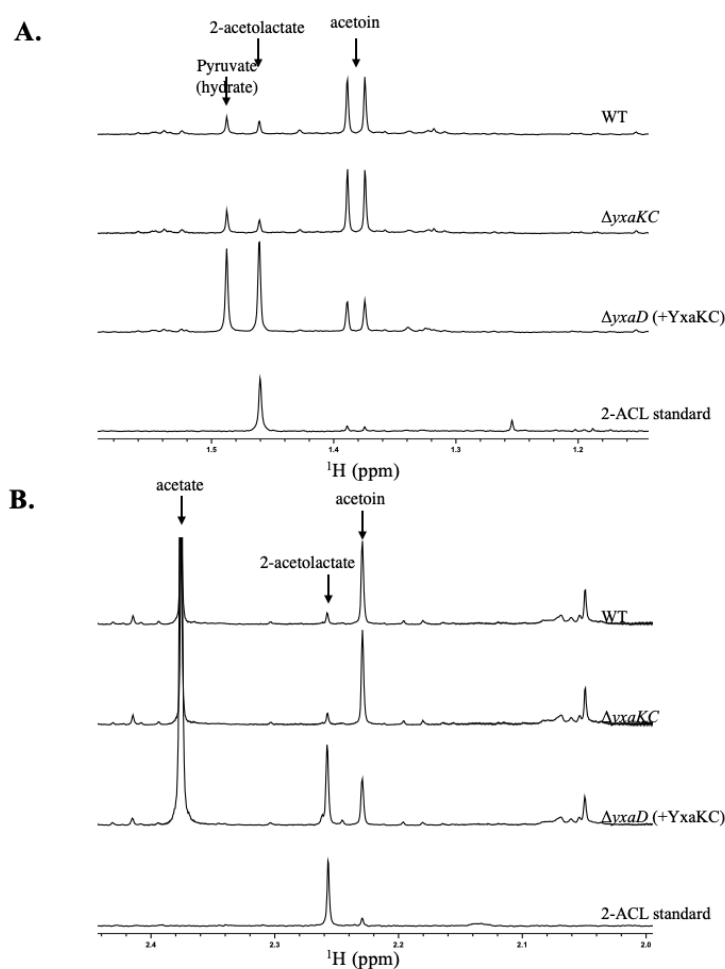 A.
2-acetolactate
acetoin
Pyruvate
(hydrate)
WT
ΔyxaKC
ΔyxaD (+YxaKC)
2-ACL standard
1.5 1.4 1.3 1.2
¹H (ppm)
B.
acetate
acetoin
2-acetolactate
WT
ΔyxaKC
ΔyxaD (+YxaKC)
2-ACL standard
2.4 2.3 2.2 2.1 2.0
¹H (ppm)